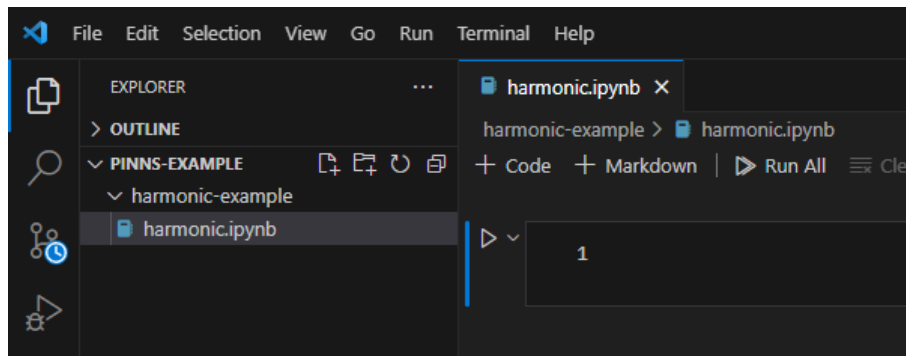 File Edit Selection View Go Run Terminal Help
EXPLORER
OUTLINE
PINNS-EXAMPLE
harmonic-example
harmonic.ipynb
harmonic.ipynb
harmonic-example > harmonic.ipynb
+ Code + Markdown | Run All Cle
1